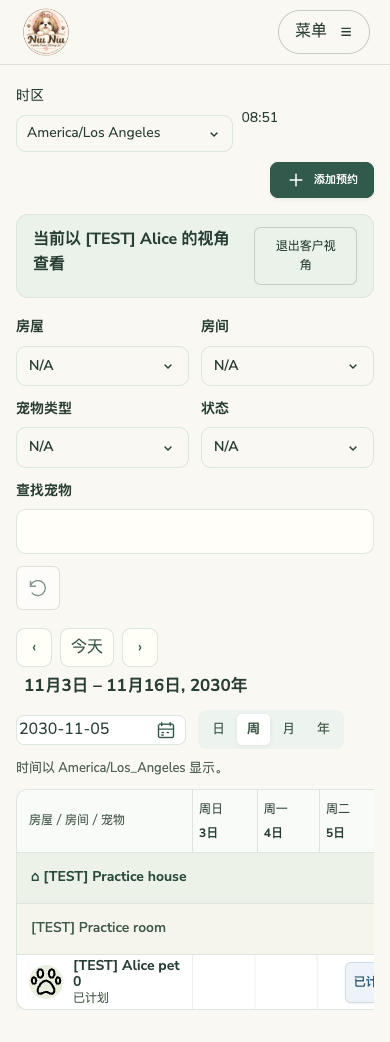 Niu Niu
菜单 ≡
时区
America/Los Angeles
08:51
+ 添加预约
当前以 [TEST] Alice 的视角
查看
退出客户视
角
房屋 房间
N/A N/A
宠物类型 状态
N/A N/A
查找宠物
‹ 今天 ›
11月3日 – 11月16日, 2030年
2030-11-05
日 周 月 年
时间以 America/Los_Angeles 显示。
房屋 / 房间 / 宠物
周日 周一 周二
3日 4日 5日
⌂ [TEST] Practice house
[TEST] Practice room
[TEST] Alice pet
0
已计划
已计